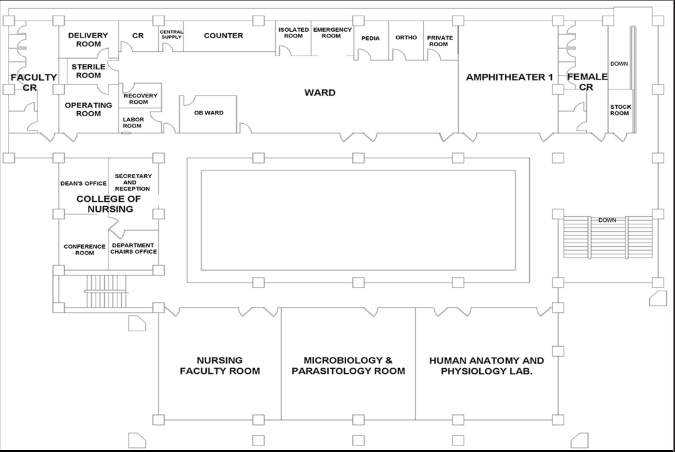 DELIVERY
ROOM
CR
CENTRAL
SUPPLY
COUNTER
ISOLATED
ROOM
EMERGENCY
ROOM
PEDIA
ORTHO
PRIVATE
ROOM
FACULTY
CR
STERILE
ROOM
OPERATING
ROOM
RECOVERY
ROOM
LABOR
ROOM
OB WARD
WARD
AMPHITHEATER 1
FEMALE
CR
DOWN
STOCK
ROOM
DEAN'S OFFICE
SECRETARY
AND
RECEPTION
COLLEGE OF
NURSING
CONFERENCE
ROOM
DEPARTMENT
CHAIRS OFFICE
DOWN
NURSING
FACULTY ROOM
MICROBIOLOGY &
PARASITOLOGY ROOM
HUMAN ANATOMY AND
PHYSIOLOGY LAB.